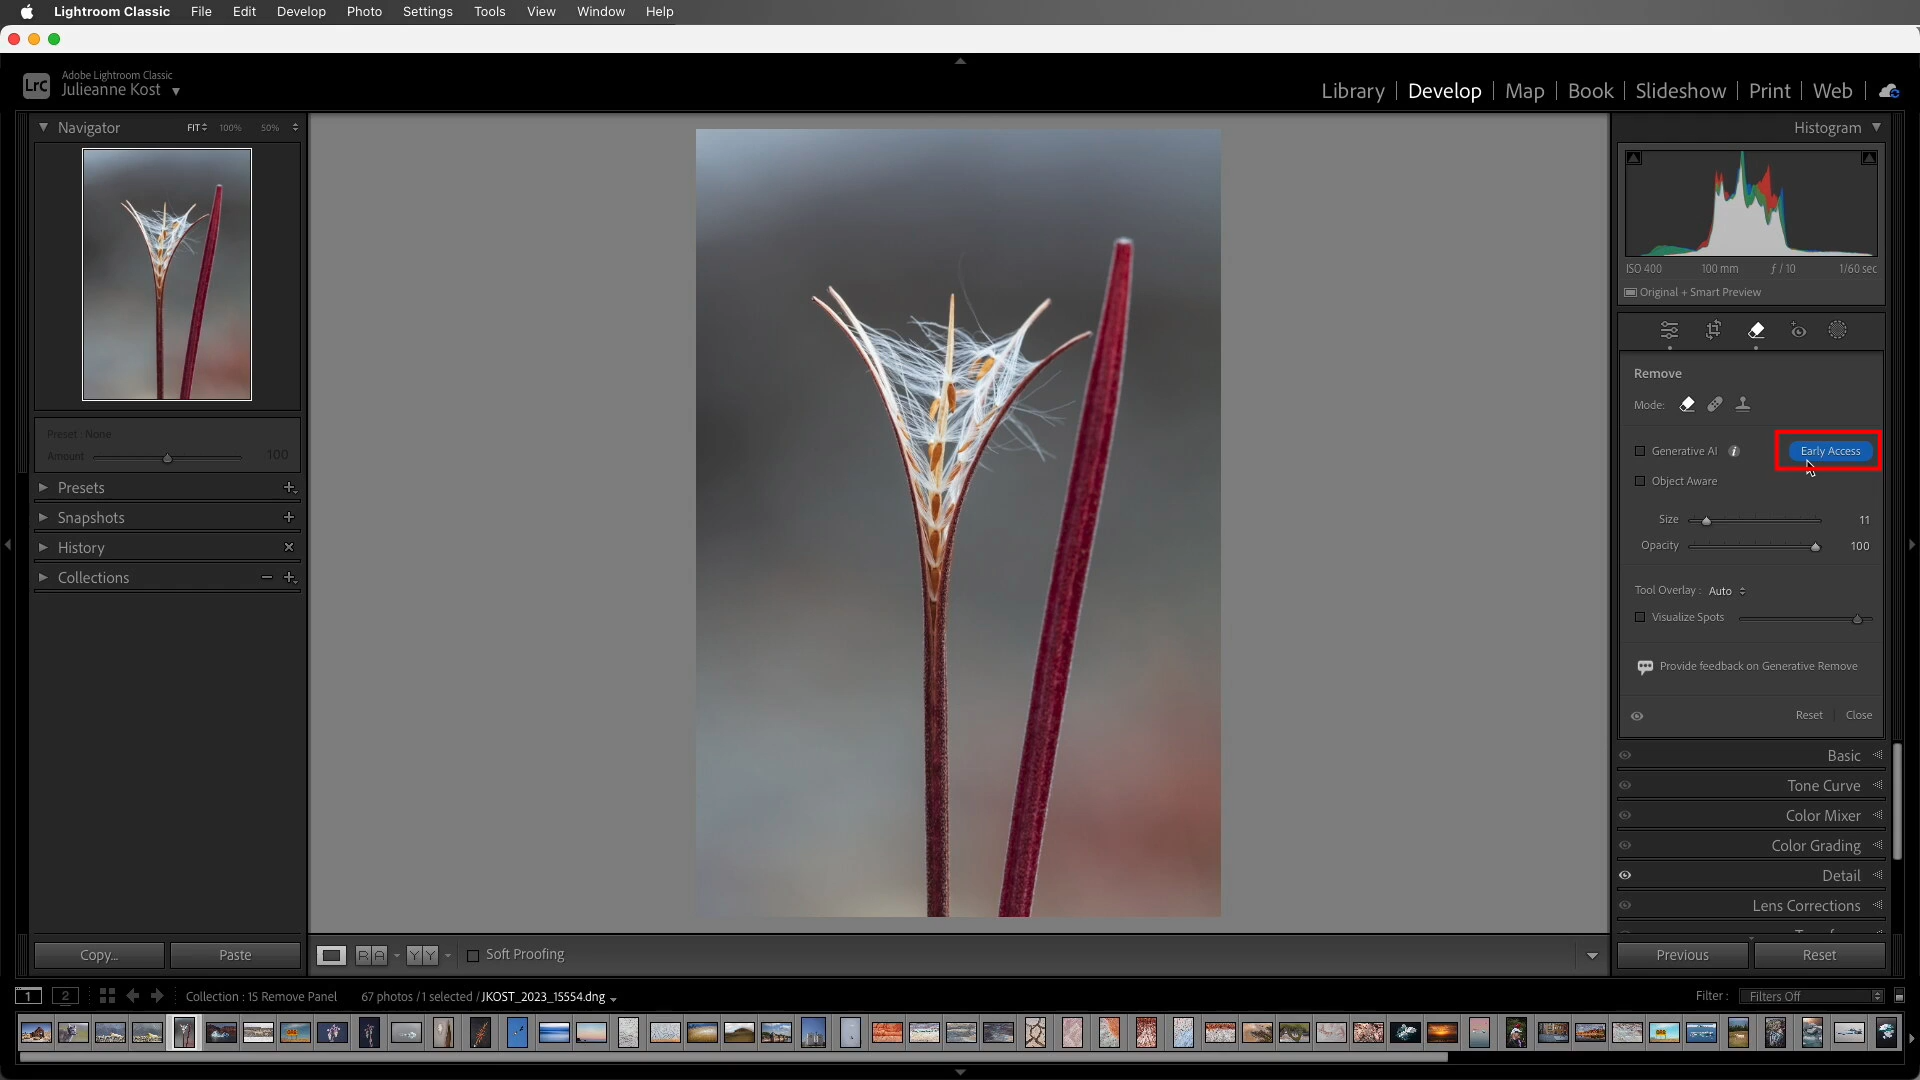 Lightroom Classic File Edit Develop Photo Settings Tools View Window Help
LrC
Adobe Lightroom Classic
Julieanne Kost
Library Develop Map Book Slideshow Print Web
Navigator FIT 100% 50%
Preset : None
Amount 100
Presets
Snapshots
History
Collections
Copy... Paste
R A Y Y Soft Proofing
Histogram
ISO 400 100 mm ƒ / 10 1/60 sec
Original + Smart Preview
Remove
Mode:
Generative AI i Early Access
Object Aware
Size 11
Opacity 100
Tool Overlay : Auto
Visualize Spots
Provide feedback on Generative Remove
Reset Close
Basic
Tone Curve
Color Mixer
Color Grading
Detail
Lens Corrections
Previous Reset
1 2 Collection : 15 Remove Panel 67 photos / 1 selected / JKOST_2023_15554.dng Filter : Filters Off